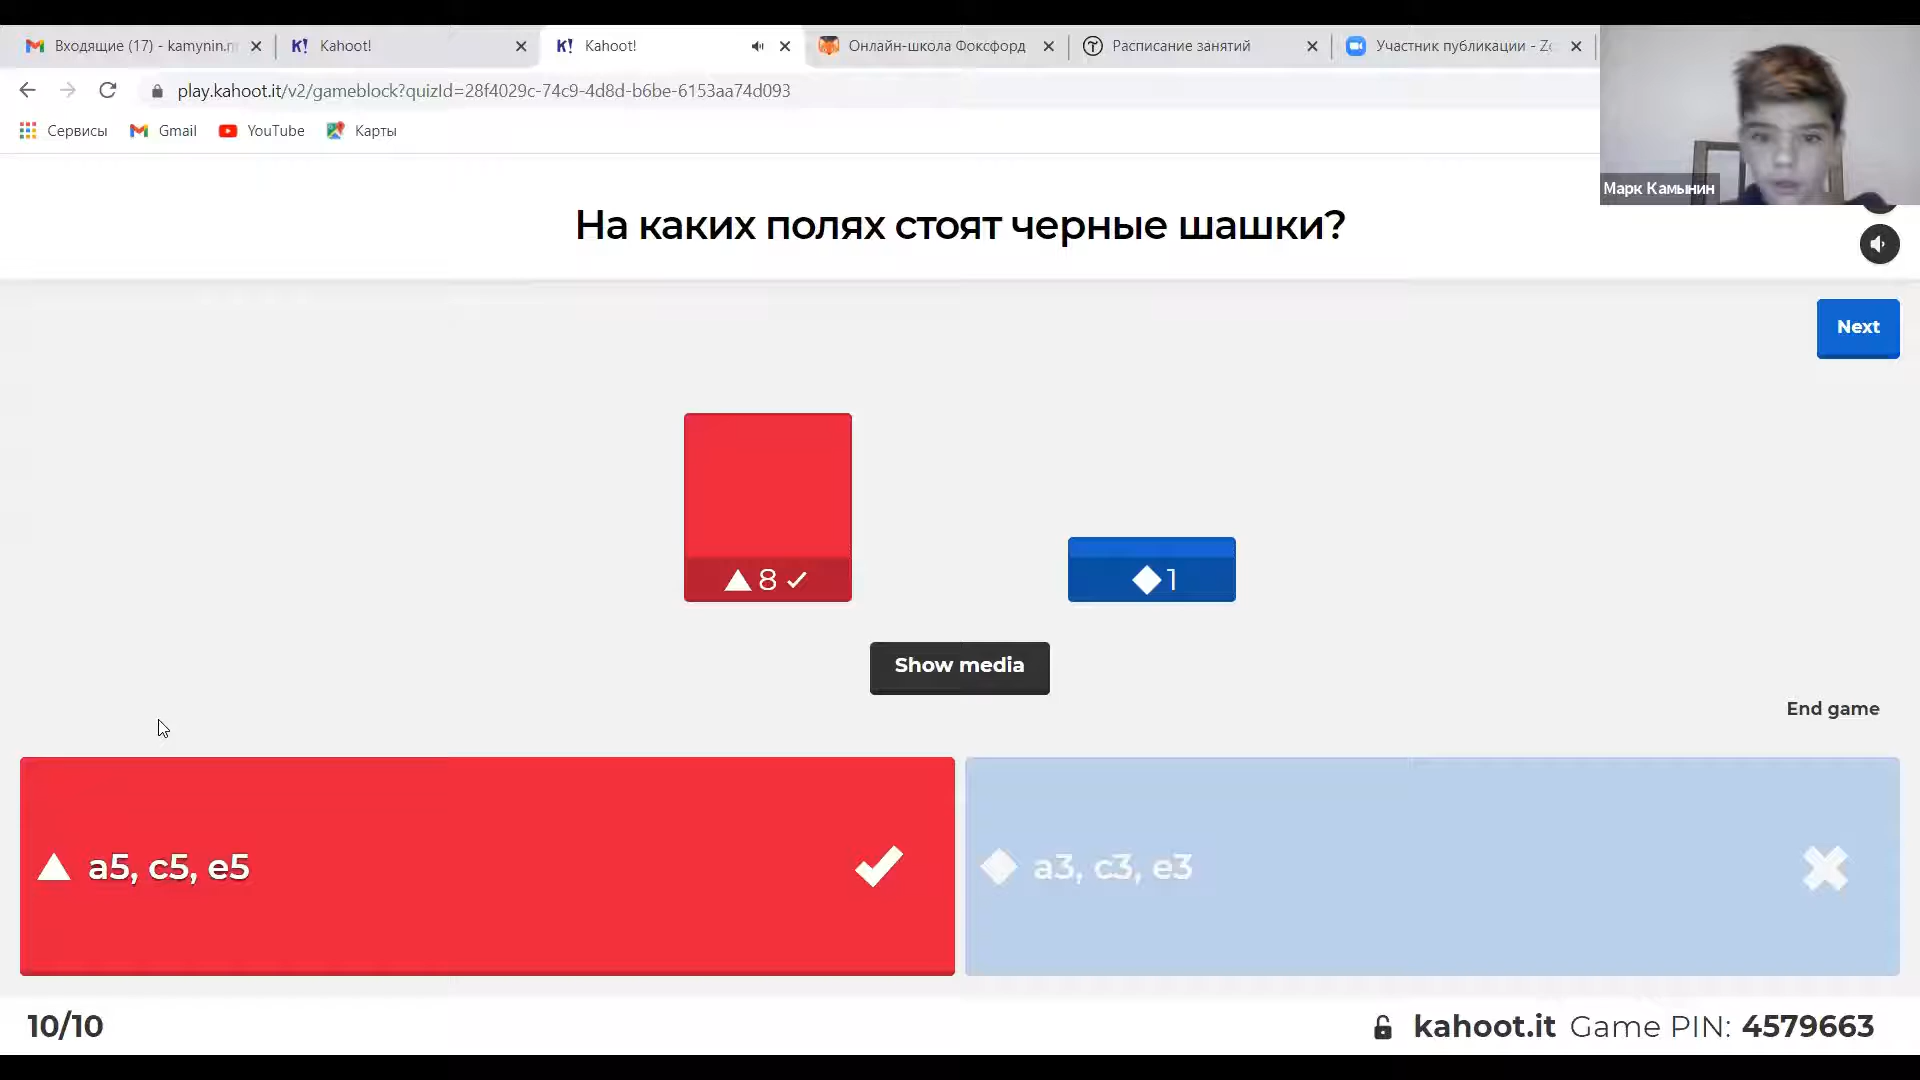 Входящие (17) - kamynin.m
Kahoot!
Kahoot!
Онлайн-школа Фоксфорд
Расписание занятий
Участник публикации - Zo
play.kahoot.it/v2/gameblock?quizId=28f4029c-74c9-4d8d-b6be-6153aa74d093
Сервисы
Gmail
YouTube
Карты
Марк Камынин
На каких полях стоят черные шашки?
Next
8
1
Show media
End game
a5, c5, e5
a3, c3, e3
10/10
kahoot.it Game PIN: 4579663